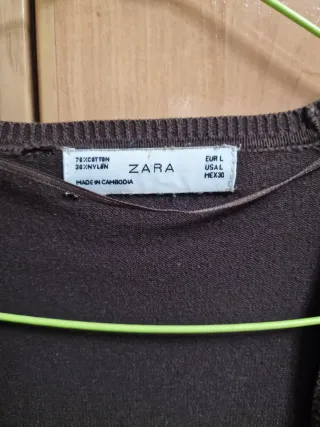 70%COTTON
30%NYLON
MADE IN CAMBODIA
ZARA
EUR L
USA L
MEX 30